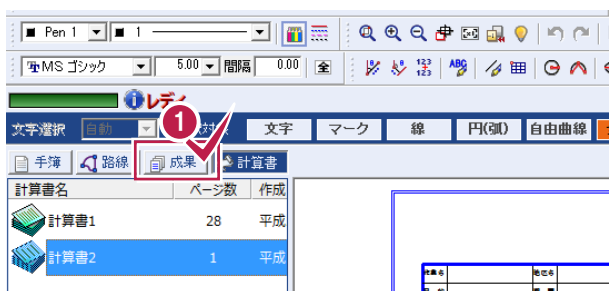 Pen 1 1
MS ゴシック 5.00 間隔 0.00 全
レディ
文字選択 自動 文字 マーク 線 円(弧) 自由曲線
1
手簿 路線 成果 計算書
計算書名 ページ数 作成
計算書1 28 平成
計算書2 1 平成